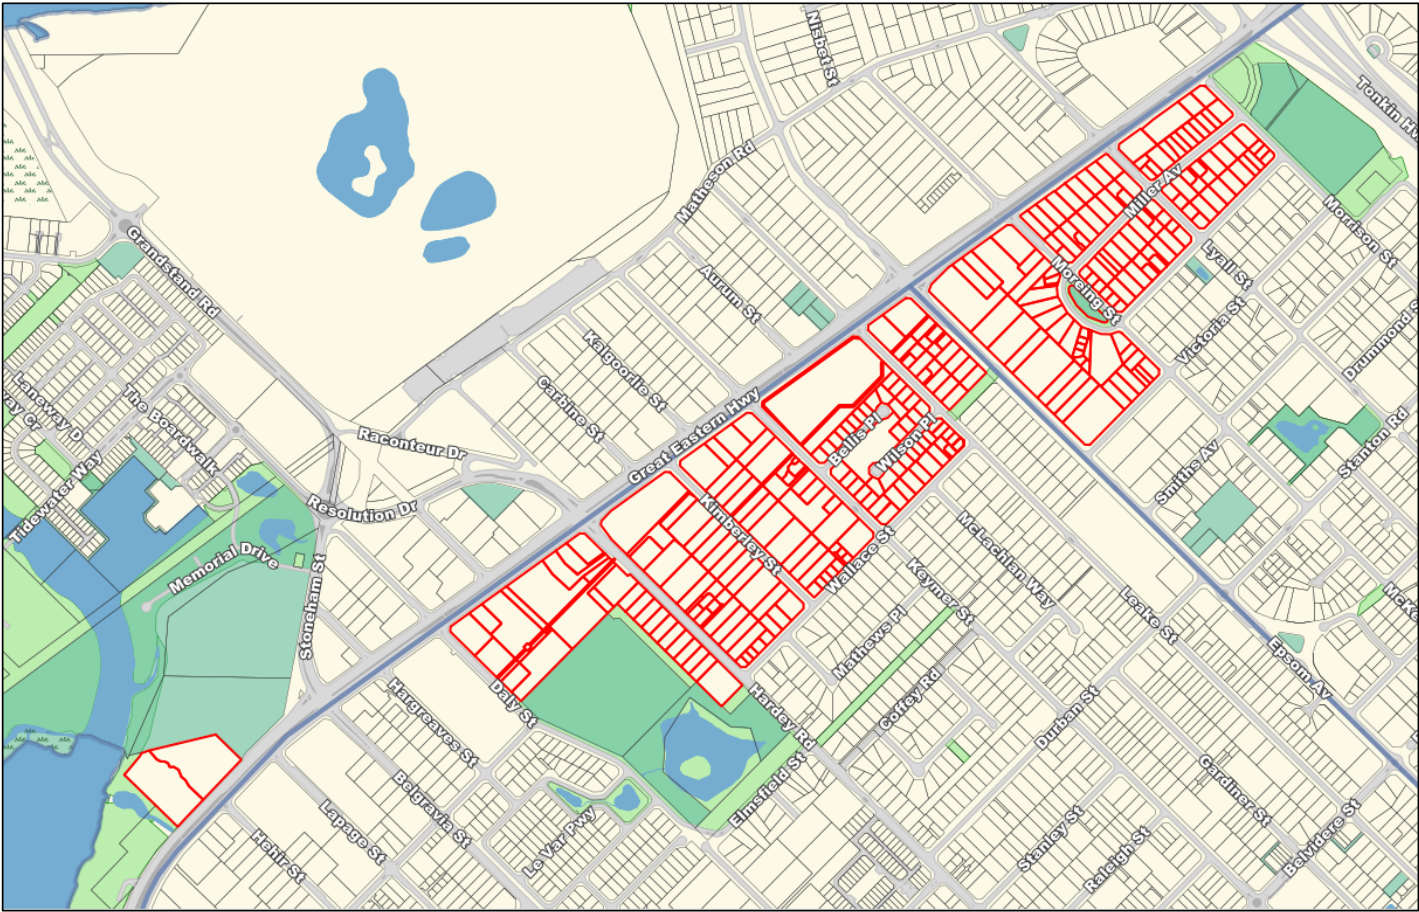 Nisbet St
Tonkin H
Matheson Rd
Miller Av
Morrison St
Grandstand Rd
Lyall St
Moreing St
Aurum St
Victoria St
Drummond S
Kalgoorlie St
Carbine St
Laneway D
ray Ct
The Boardwalk
Great Eastern Hwy
Raconteur Dr
Bellis Pl
Wilson Pl
Stanton Rd
Smiths Av
Tidewater Way
Resolution Dr
Kimberley St
McLachlan Way
Memorial Drive
Wallace St
Keymer St
Stoneham St
Leake St
McK
Mathews Pl
Epsom Av
Hargreaves St
Daly St
Hardey Rd
Coffey Rd
Durban St
Belgravia St
Elmsfield St
Gardiner St
Lapage St
Le Var Pwy
Stanley St
Belvidere St
Hehir St
Raleigh St